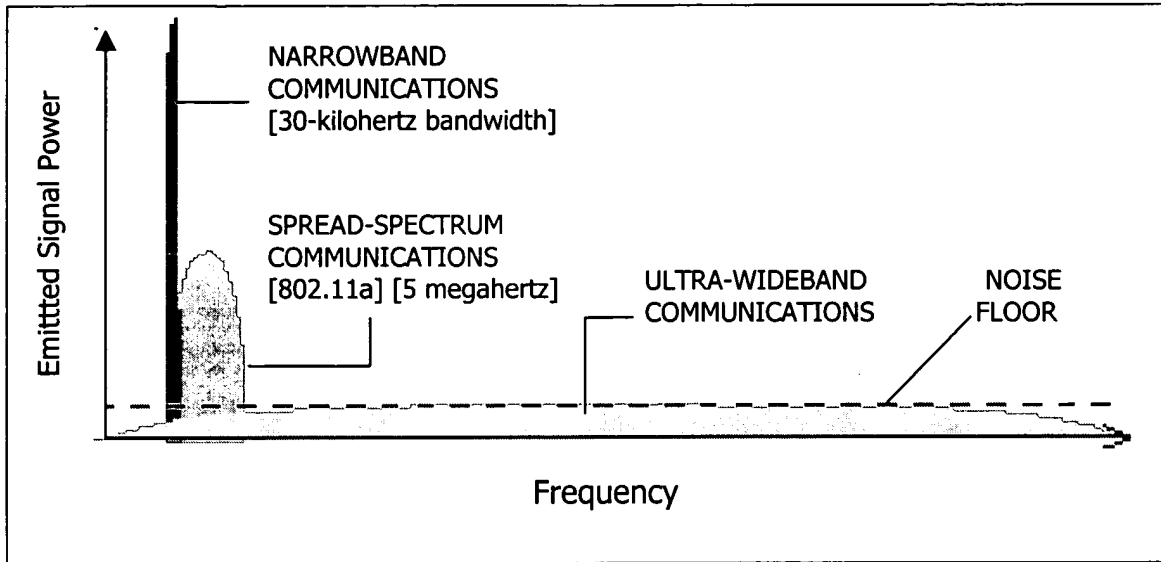 NARROWBAND
COMMUNICATIONS
[30-kilohertz bandwidth]
Emittted Signal Power
SPREAD-SPECTRUM
COMMUNICATIONS
[802.11a] [5 megahertz]
ULTRA-WIDEBAND
COMMUNICATIONS
NOISE
FLOOR
Frequency